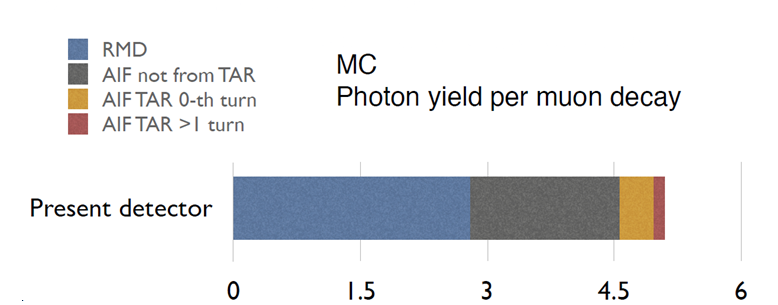 RMD
AIF not from TAR
AIF TAR 0-th turn
AIF TAR >1 turn
MC
Photon yield per muon decay
Present detector
0 1.5 3 4.5 6